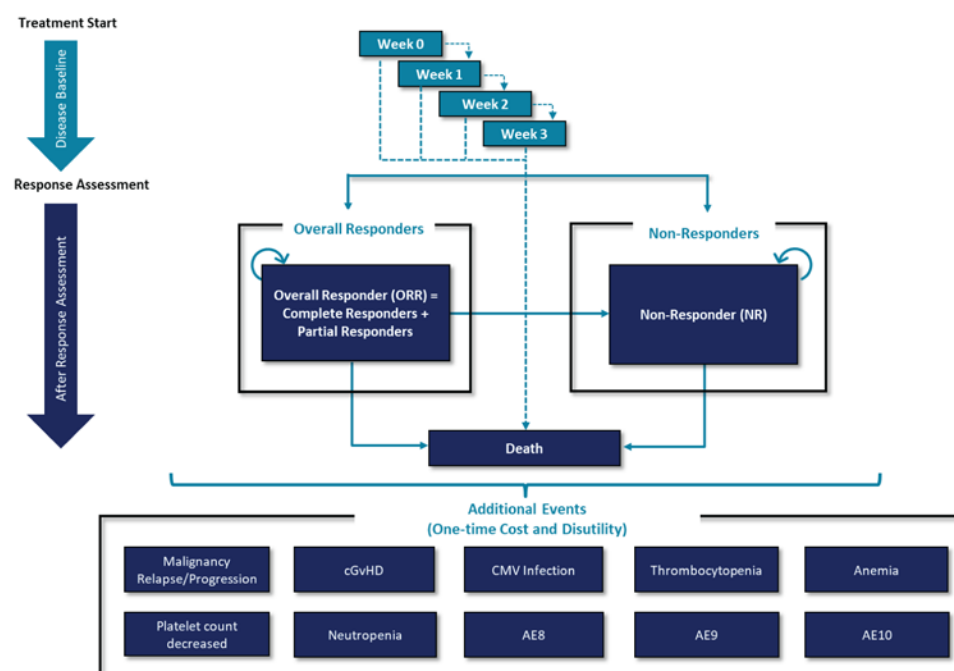 Treatment Start
Disease Baseline
Week 0
Week 1
Week 2
Week 3
Response Assessment
After Response Assessment
Overall Responders
Non-Responders
Overall Responder (ORR) =
Complete Responders +
Partial Responders
Non-Responder (NR)
Death
Additional Events
(One-time Cost and Disutility)
Malignancy
Relapse/Progression
cGvHD
CMV Infection
Thrombocytopenia
Anemia
Platelet count
decreased
Neutropenia
AE8
AE9
AE10